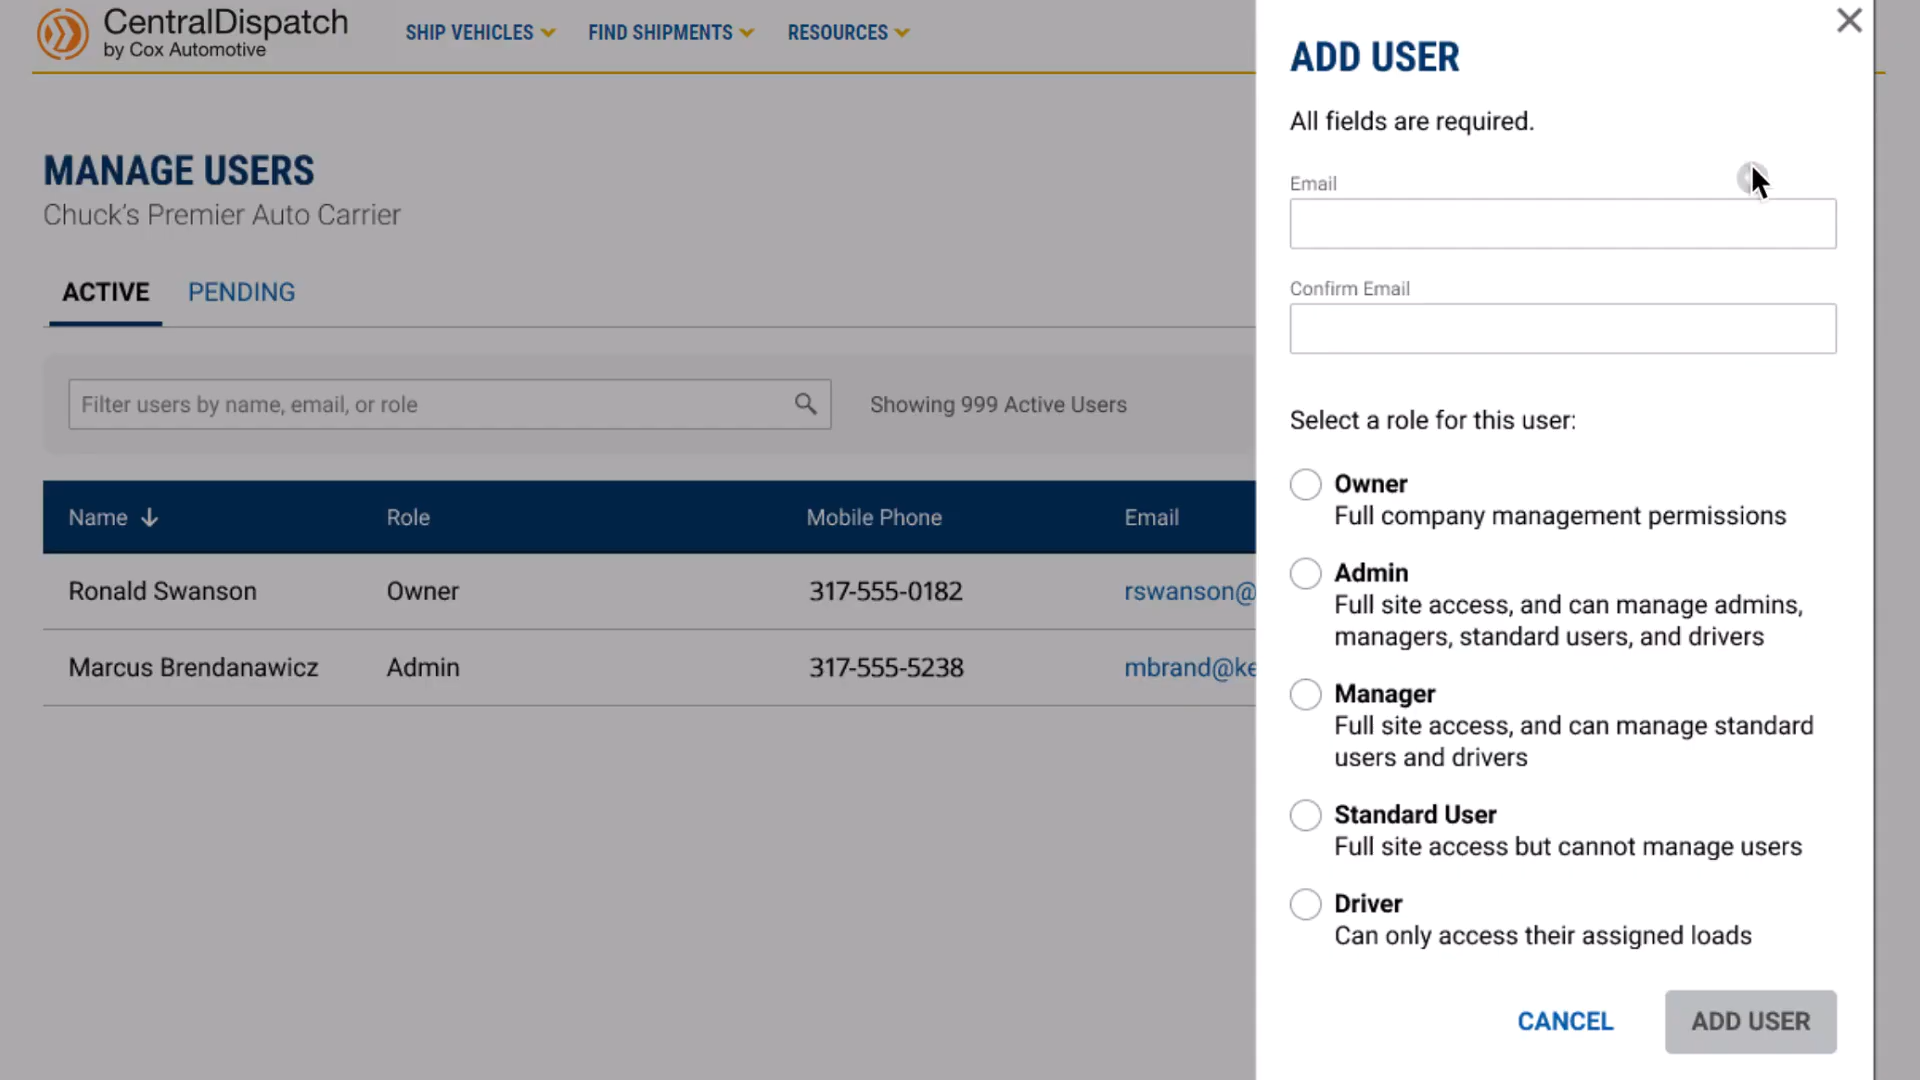 CentralDispatch
by Cox Automotive
SHIP VEHICLES
FIND SHIPMENTS
RESOURCES
MANAGE USERS
Chuck's Premier Auto Carrier
ACTIVE
PENDING
Filter users by name, email, or role
Showing 999 Active Users
Name Role Mobile Phone Email
Ronald Swanson Owner 317-555-0182 rswanson@
Marcus Brendanawicz Admin 317-555-5238 mbrand@ke
ADD USER
All fields are required.
Email
Confirm Email
Select a role for this user:
Owner
Full company management permissions
Admin
Full site access, and can manage admins,
managers, standard users, and drivers
Manager
Full site access, and can manage standard
users and drivers
Standard User
Full site access but cannot manage users
Driver
Can only access their assigned loads
CANCEL
ADD USER